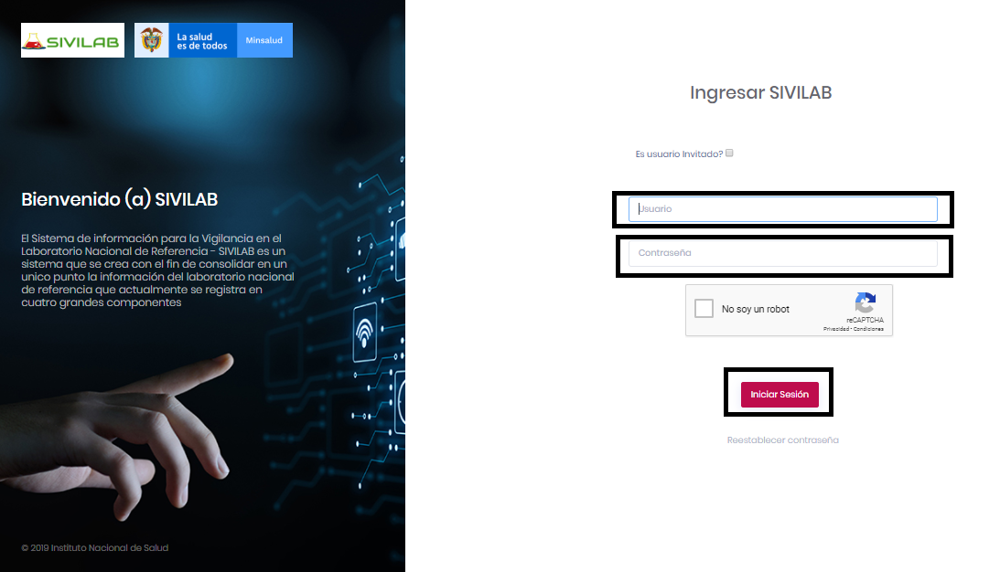 SIVILAB
La salud
es de todos
Minsalud
Bienvenido (a) SIVILAB
El Sistema de información para la Vigilancia en el
Laboratorio Nacional de Referencia - SIVILAB es un
sistema que se crea con el fin de consolidar en un
unico punto la información del laboratorio nacional
de referencia que actualmente se registra en
cuatro grandes componentes
© 2019 Instituto Nacional de Salud
Ingresar SIVILAB
Es usuario Invitado?
Usuario
Contraseña
No soy un robot
reCAPTCHA
Privacidad - Condiciones
Iniciar Sesión
Reestablecer contraseña